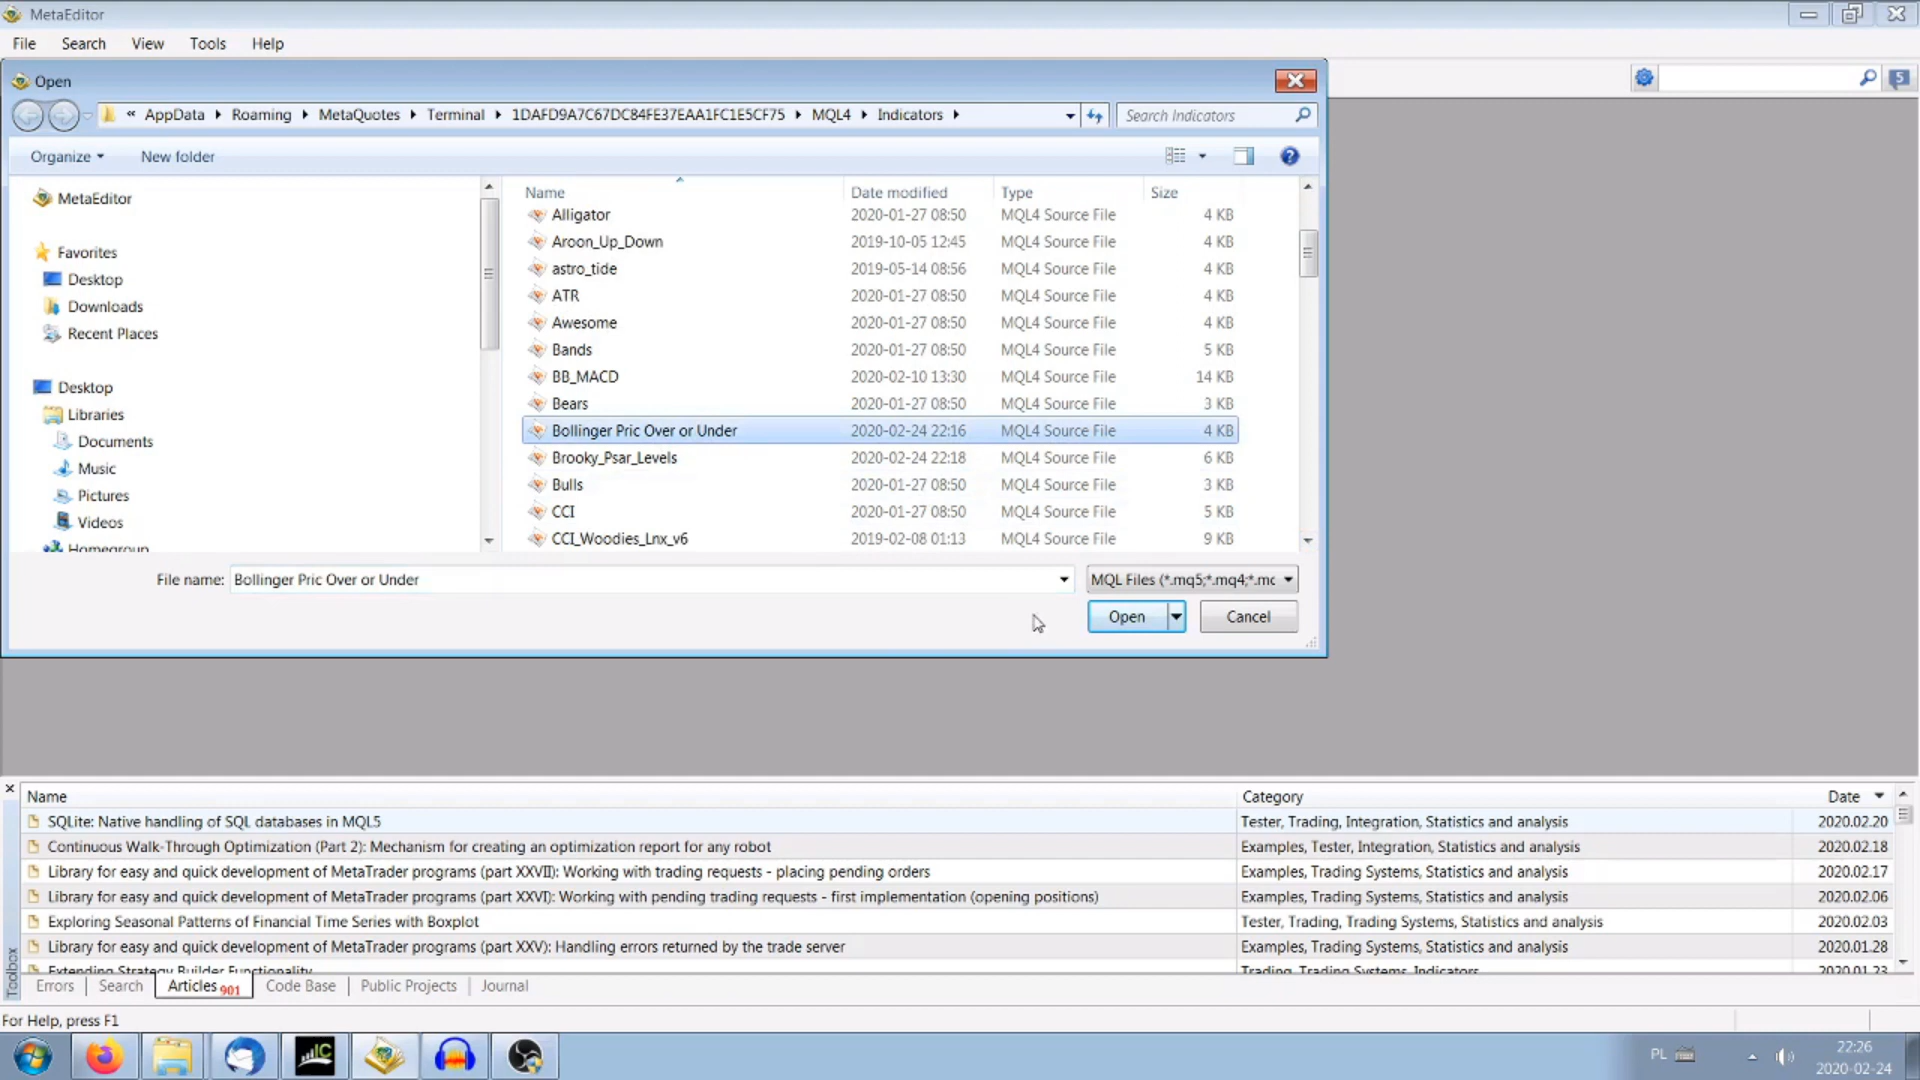 MetaEditor
File Search View Tools Help
Open
« AppData Roaming MetaQuotes Terminal 1DAFD9A7C67DC84FE37EAA1FC1E5CF75 MQL4 Indicators
Search Indicators
5
Organize New folder
Name Date modified Type Size
MetaEditor
Favorites
Desktop
Downloads
Recent Places
Desktop
Libraries
Documents
Music
Pictures
Videos
Homegroup
Alligator 2020-01-27 08:50 MQL4 Source File 4 KB
Aroon_Up_Down 2019-10-05 12:45 MQL4 Source File 4 KB
astro_tide 2019-05-14 08:56 MQL4 Source File 4 KB
ATR 2020-01-27 08:50 MQL4 Source File 4 KB
Awesome 2020-01-27 08:50 MQL4 Source File 4 KB
Bands 2020-01-27 08:50 MQL4 Source File 5 KB
BB_MACD 2020-02-10 13:30 MQL4 Source File 14 KB
Bears 2020-01-27 08:50 MQL4 Source File 3 KB
Bollinger Pric Over or Under 2020-02-24 22:16 MQL4 Source File 4 KB
Brooky_Psar_Levels 2020-02-24 22:18 MQL4 Source File 6 KB
Bulls 2020-01-27 08:50 MQL4 Source File 3 KB
CCI 2020-01-27 08:50 MQL4 Source File 5 KB
CCI_Woodies_Lnx_v6 2019-02-08 01:13 MQL4 Source File 9 KB
File name: Bollinger Pric Over or Under MQL Files (*.mq5;*.mq4;*.mc
Open Cancel
Name Category Date
SQLite: Native handling of SQL databases in MQL5 Tester, Trading, Integration, Statistics and analysis 2020.02.20
Continuous Walk-Through Optimization (Part 2): Mechanism for creating an optimization report for any robot Examples, Tester, Integration, Statistics and analysis 2020.02.18
Library for easy and quick development of MetaTrader programs (part XXVII): Working with trading requests - placing pending orders Examples, Trading Systems, Statistics and analysis 2020.02.17
Library for easy and quick development of MetaTrader programs (part XXVI): Working with pending trading requests - first implementation (opening positions) Examples, Trading Systems, Statistics and analysis 2020.02.06
Exploring Seasonal Patterns of Financial Time Series with Boxplot Tester, Trading, Trading Systems, Statistics and analysis 2020.02.03
Library for easy and quick development of MetaTrader programs (part XXV): Handling errors returned by the trade server Examples, Trading Systems, Statistics and analysis 2020.01.28
Extending Strategy Builder Functionality Trading, Trading Systems, Indicators 2020.01.23
Toolbox
Errors Search Articles 901 Code Base Public Projects Journal
For Help, press F1
IC
PL
22:26
2020-02-24